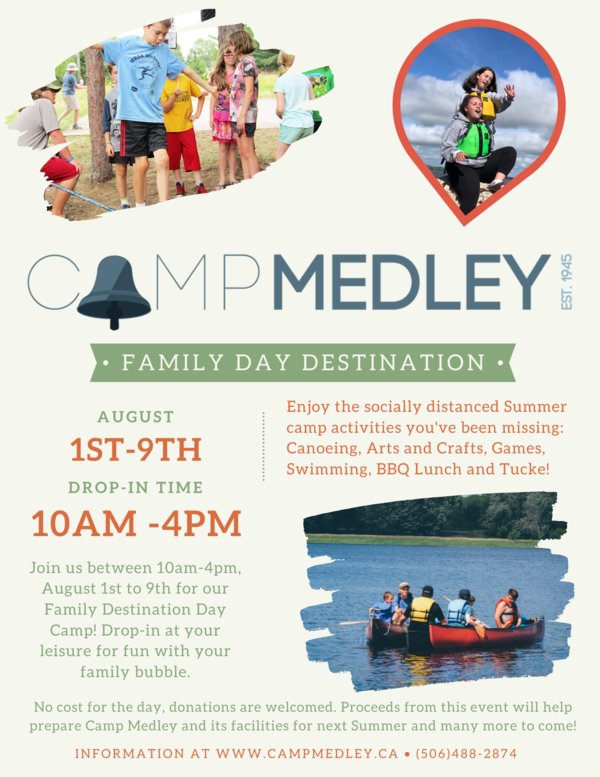 CAMP MEDLEY EST. 1945
• FAMILY DAY DESTINATION •
AUGUST
1ST-9TH
DROP-IN TIME
10AM -4PM
Join us between 10am-4pm,
August 1st to 9th for our
Family Destination Day
Camp! Drop-in at your
leisure for fun with your
family bubble.
Enjoy the socially distanced Summer
camp activities you've been missing:
Canoeing, Arts and Crafts, Games,
Swimming, BBQ Lunch and Tucke!
No cost for the day, donations are welcomed. Proceeds from this event will help
prepare Camp Medley and its facilities for next Summer and many more to come!
INFORMATION AT WWW.CAMPMEDLEY.CA • (506)488-2874